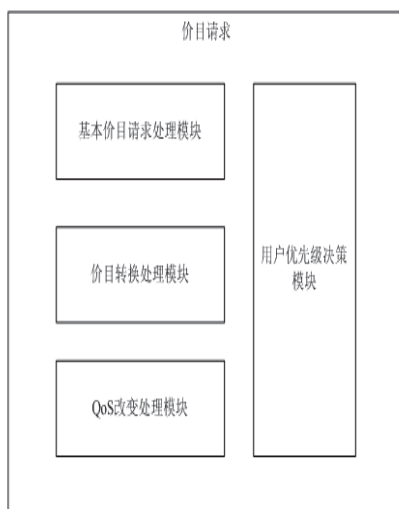 价目请求
基本价目请求处理模块
价目转换处理模块
QoS改变处理模块
用户优先级决策
模块